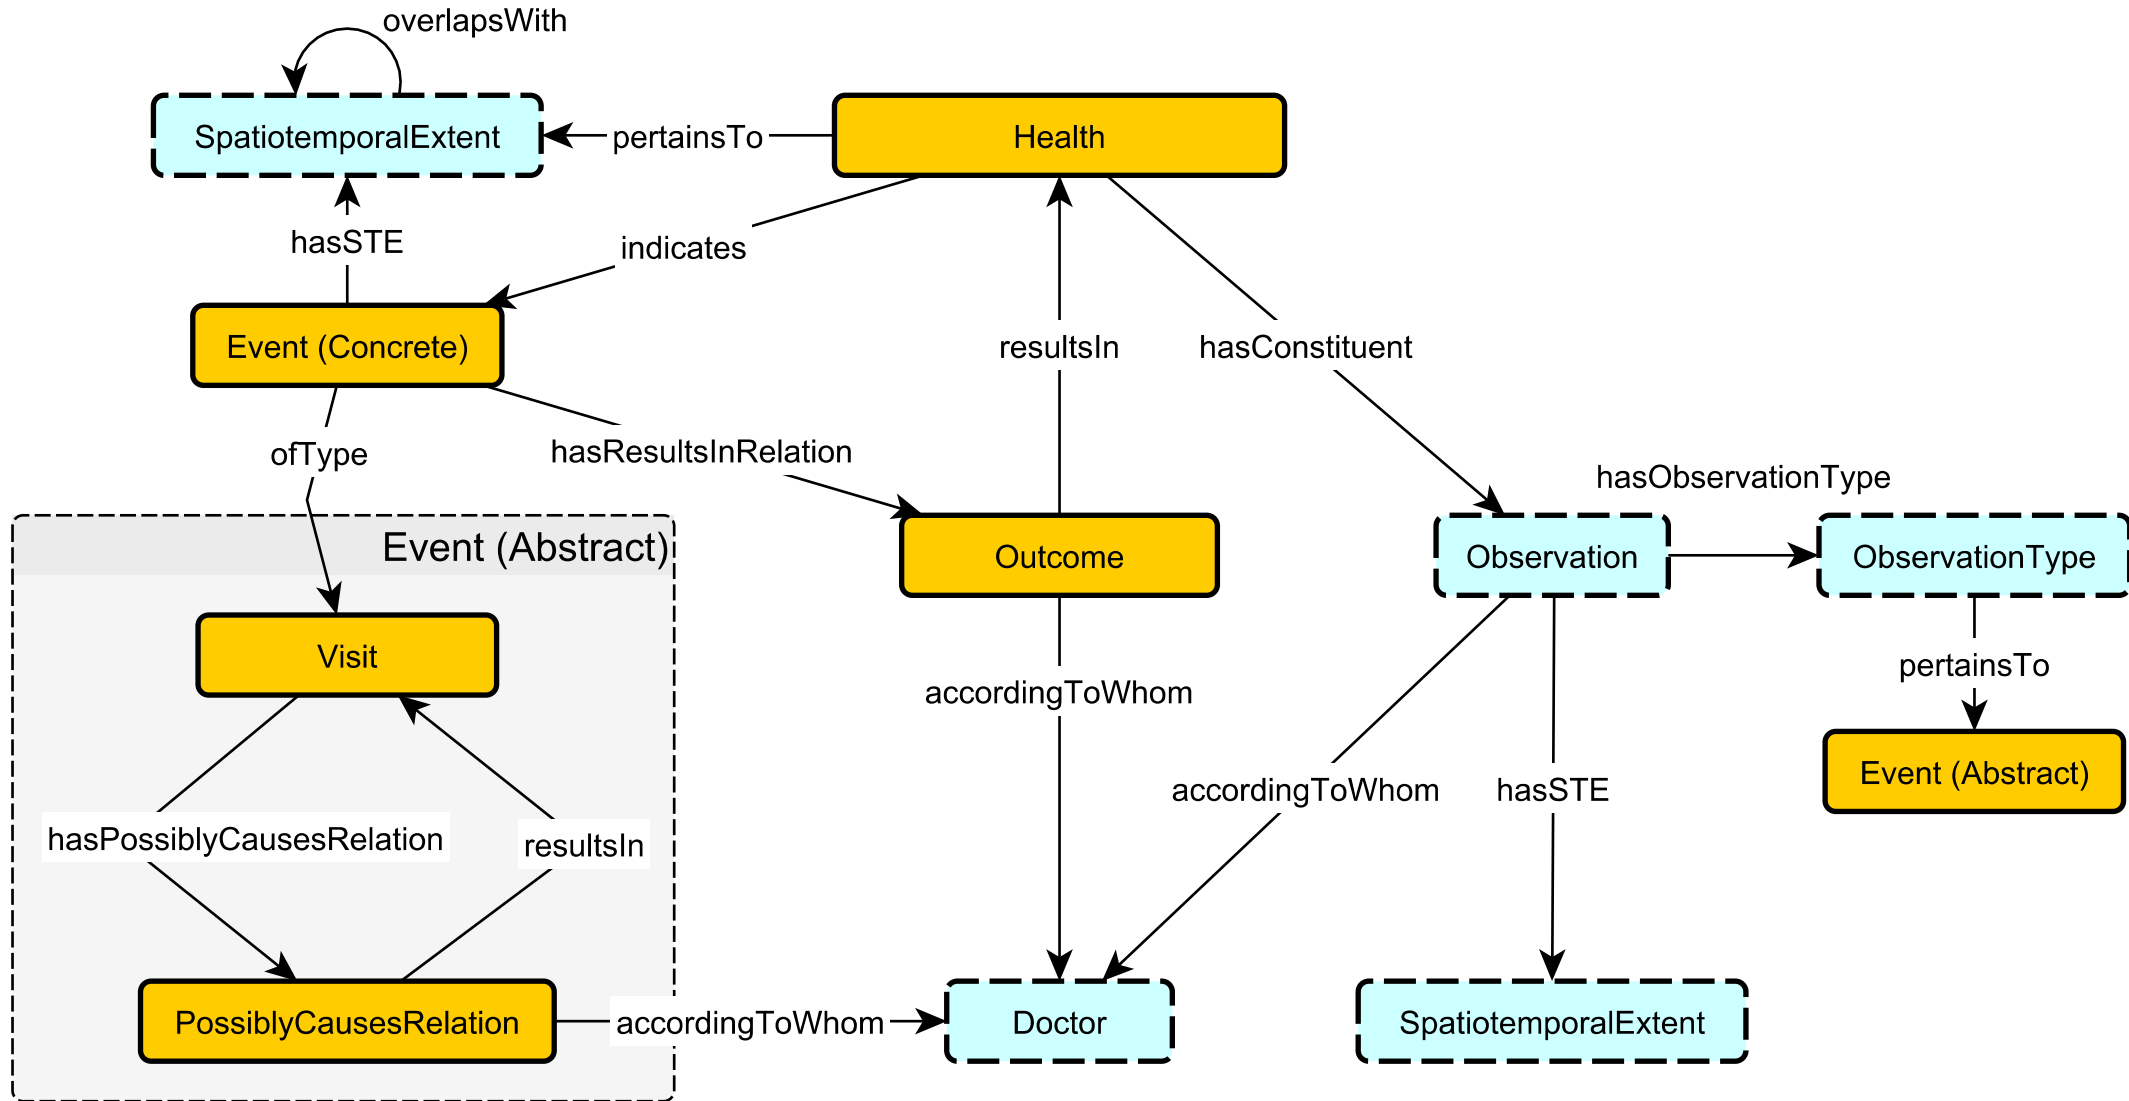 overlapsWith
SpatiotemporalExtent
pertainsTo
Health
hasSTE
indicates
Event (Concrete)
resultsIn
hasConstituent
ofType
hasResultsInRelation
hasObservationType
Event (Abstract)
Outcome
Observation
ObservationType
Visit
accordingToWhom
pertainsTo
Event (Abstract)
accordingToWhom
hasSTE
hasPossiblyCausesRelation
resultsIn
PossiblyCausesRelation
accordingToWhom
Doctor
SpatiotemporalExtent